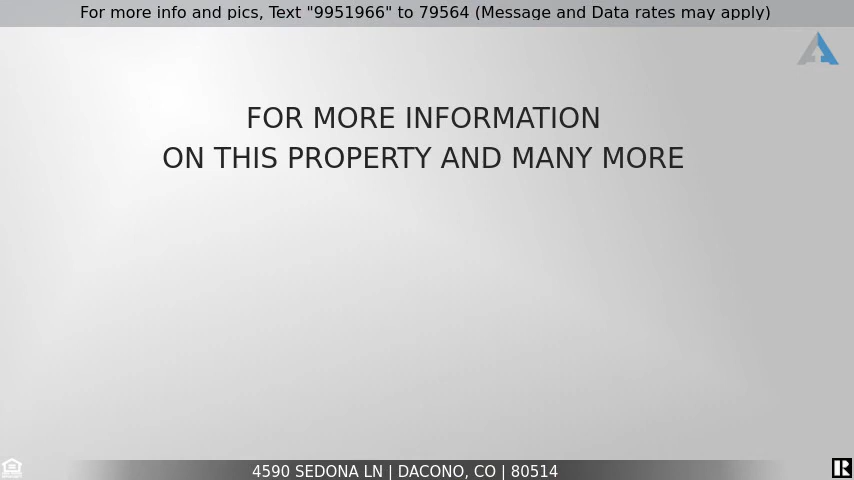 For more info and pics, Text "9951966" to 79564 (Message and Data rates may apply)
FOR MORE INFORMATION
ON THIS PROPERTY AND MANY MORE
4590 SEDONA LN | DACONO, CO | 80514